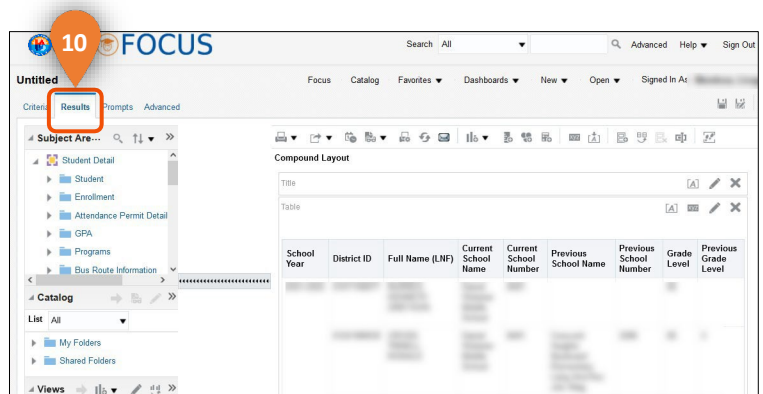 10
FOCUS
Search All
Advanced Help Sign Out
Untitled
Focus Catalog Favorites Dashboards New Open Signed In As
Criteria Results Prompts Advanced
Subject Are···
Student Detail
Student
Enrollment
Attendance Permit Detail
GPA
Programs
Bus Route Information
Catalog
List All
My Folders
Shared Folders
Views
Compound Layout
Title
Table
School Year
District ID
Full Name (LNF)
Current School Name
Current School Number
Previous School Name
Previous School Number
Grade Level
Previous Grade Level